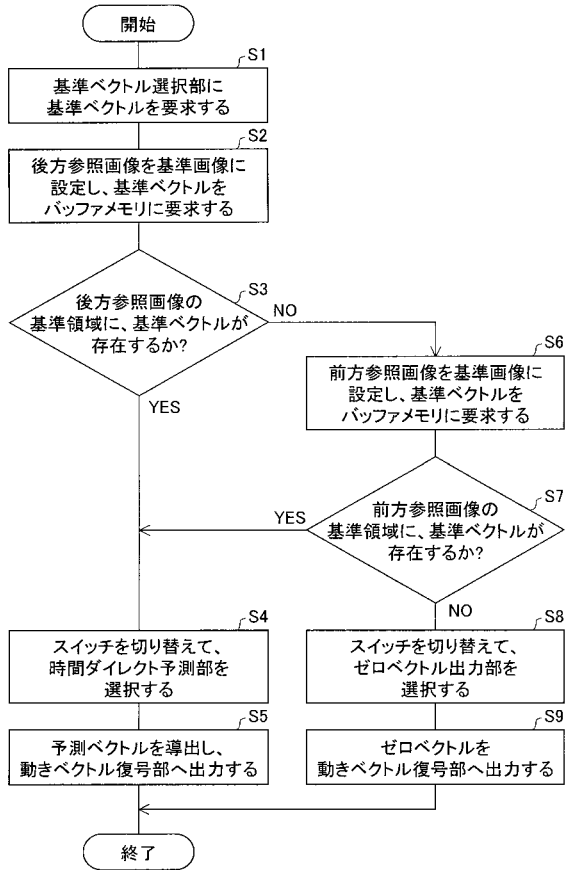 開始
S1
基準ベクトル選択部に
基準ベクトルを要求する
S2
後方参照画像を基準画像に
設定し、基準ベクトルを
バッファメモリに要求する
S3
後方参照画像の
基準領域に、基準ベクトルが
存在するか?
NO
YES
S6
前方参照画像を基準画像に
設定し、基準ベクトルを
バッファメモリに要求する
S7
前方参照画像の
基準領域に、基準ベクトルが
存在するか?
YES
NO
S4
スイッチを切り替えて、
時間ダイレクト予測部を
選択する
S5
予測ベクトルを導出し、
動きベクトル復号部へ出力する
S8
スイッチを切り替えて、
ゼロベクトル出力部を
選択する
S9
ゼロベクトルを
動きベクトル復号部へ出力する
終了